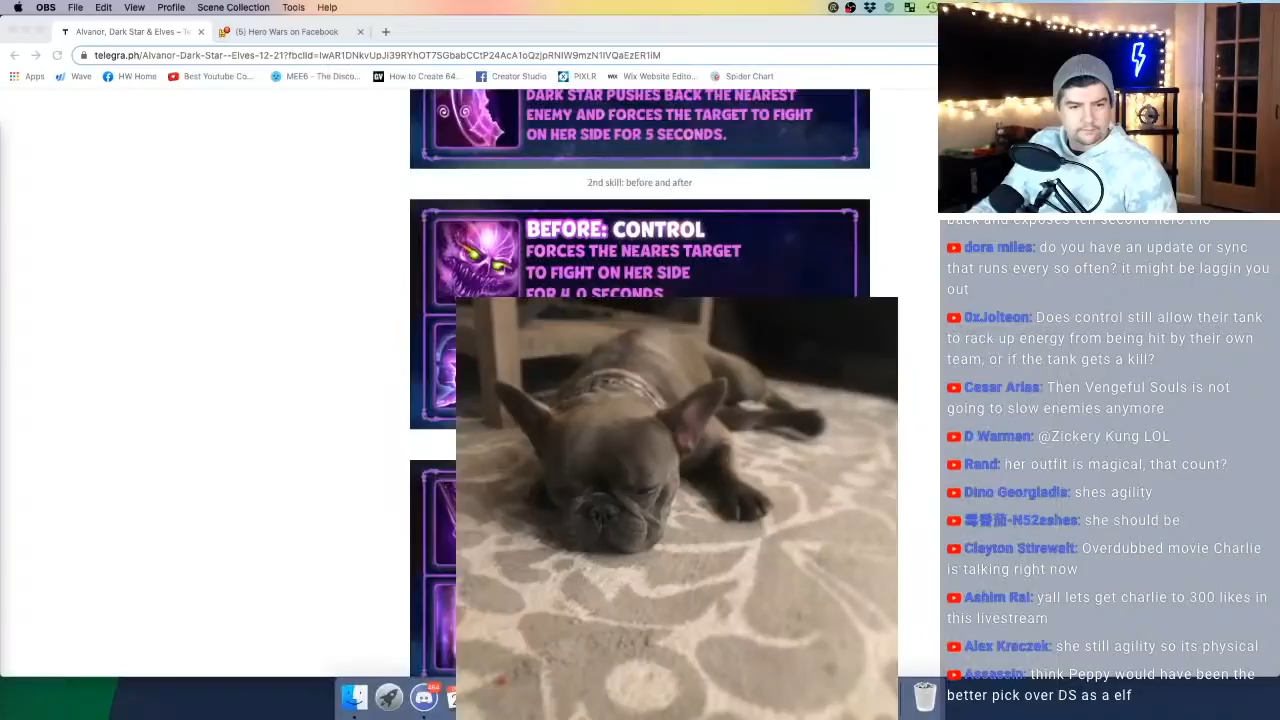 OBS File Edit View Profile Scene Collection Tools Help
Alvanor, Dark Star & Elves – Te
(5) Hero Wars on Facebook
telegra.ph/Alvanor-Dark-Star--Elves-12-21?fbclid=
Apps Wave HW Home Best Youtube Co... MEE6 - The Disco... How to Create 64... Creator Studio PIXLR Wix Website Edito... Spider Chart
DARK STAR PUSHES BACK THE NEAREST
ENEMY AND FORCES THE TARGET TO FIGHT
ON HER SIDE FOR 5 SECONDS.
2nd skill: before and after
BEFORE: CONTROL
FORCES THE NEARES TARGET
TO FIGHT ON HER SIDE
FOR 4.0 SECONDS
dora miles: do you have an update or sync
that runs every so often? it might be laggin you
out
0xJolteon: Does control still allow their tank
to rack up energy from being hit by their own
team, or if the tank gets a kill?
Cesar Arias: Then Vengeful Souls is not
going to slow enemies anymore
D Warman: @Zickery Kung LOL
Rand: her outfit is magical, that count?
Dino Georgiadis: shes agility
-N52ashes: she should be
Clayton Stirewalt: Overdubbed movie Charlie
is talking right now
Ashim Rai: yall lets get charlie to 300 likes in
this livestream
Alex Kraczek: she still agility so its physical
Assassin: think Peppy would have been the
better pick over DS as a elf